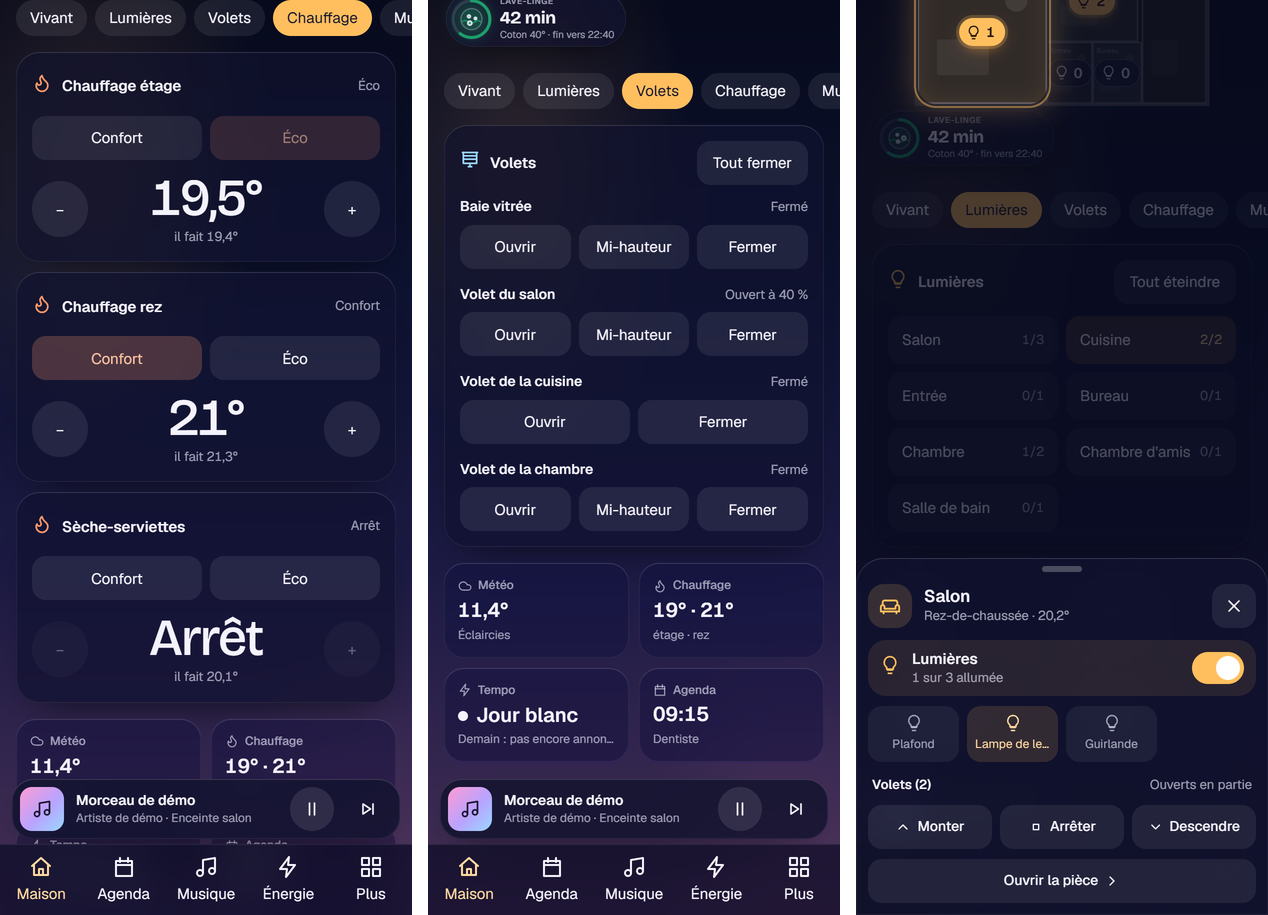 Vivant
Lumières
Volets
Chauffage
Mu
Chauffage étage
Éco
Confort
Éco
−
19,5°
+
il fait 19,4°
Chauffage rez
Confort
Confort
Éco
−
21°
+
il fait 21,3°
Sèche-serviettes
Arrêt
Confort
Éco
−
Arrêt
+
il fait 20,1°
Météo
11,4°
Chauffage
19° · 21°
Morceau de démo
Artiste de démo · Enceinte salon
Tempo
Agenda
Maison
Agenda
Musique
Énergie
Plus
LAVE-LINGE
42 min
Coton 40° · fin vers 22:40
Vivant
Lumières
Volets
Chauffage
Mu
Volets
Tout fermer
Baie vitrée
Fermé
Ouvrir
Mi-hauteur
Fermer
Volet du salon
Ouvert à 40 %
Ouvrir
Mi-hauteur
Fermer
Volet de la cuisine
Fermé
Ouvrir
Fermer
Volet de la chambre
Fermé
Ouvrir
Mi-hauteur
Fermer
Météo
11,4°
Éclaircies
Chauffage
19° · 21°
étage · rez
Tempo
Jour blanc
Demain : pas encore annon…
Agenda
09:15
Dentiste
Morceau de démo
Artiste de démo · Enceinte salon
Maison
Agenda
Musique
Énergie
Plus
2
1
Bureau
0
0
LAVE-LINGE
42 min
Coton 40° · fin vers 22:40
Vivant
Lumières
Volets
Chauffage
Mu
Lumières
Tout éteindre
Salon
1/3
Cuisine
2/2
Entrée
0/1
Bureau
0/1
Chambre
1/2
Chambre d'amis
0/1
Salle de bain
0/1
Salon
Rez-de-chaussée · 20,2°
Lumières
1 sur 3 allumée
Plafond
Lampe de le…
Guirlande
Volets (2)
Ouverts en partie
Monter
Arrêter
Descendre
Ouvrir la pièce